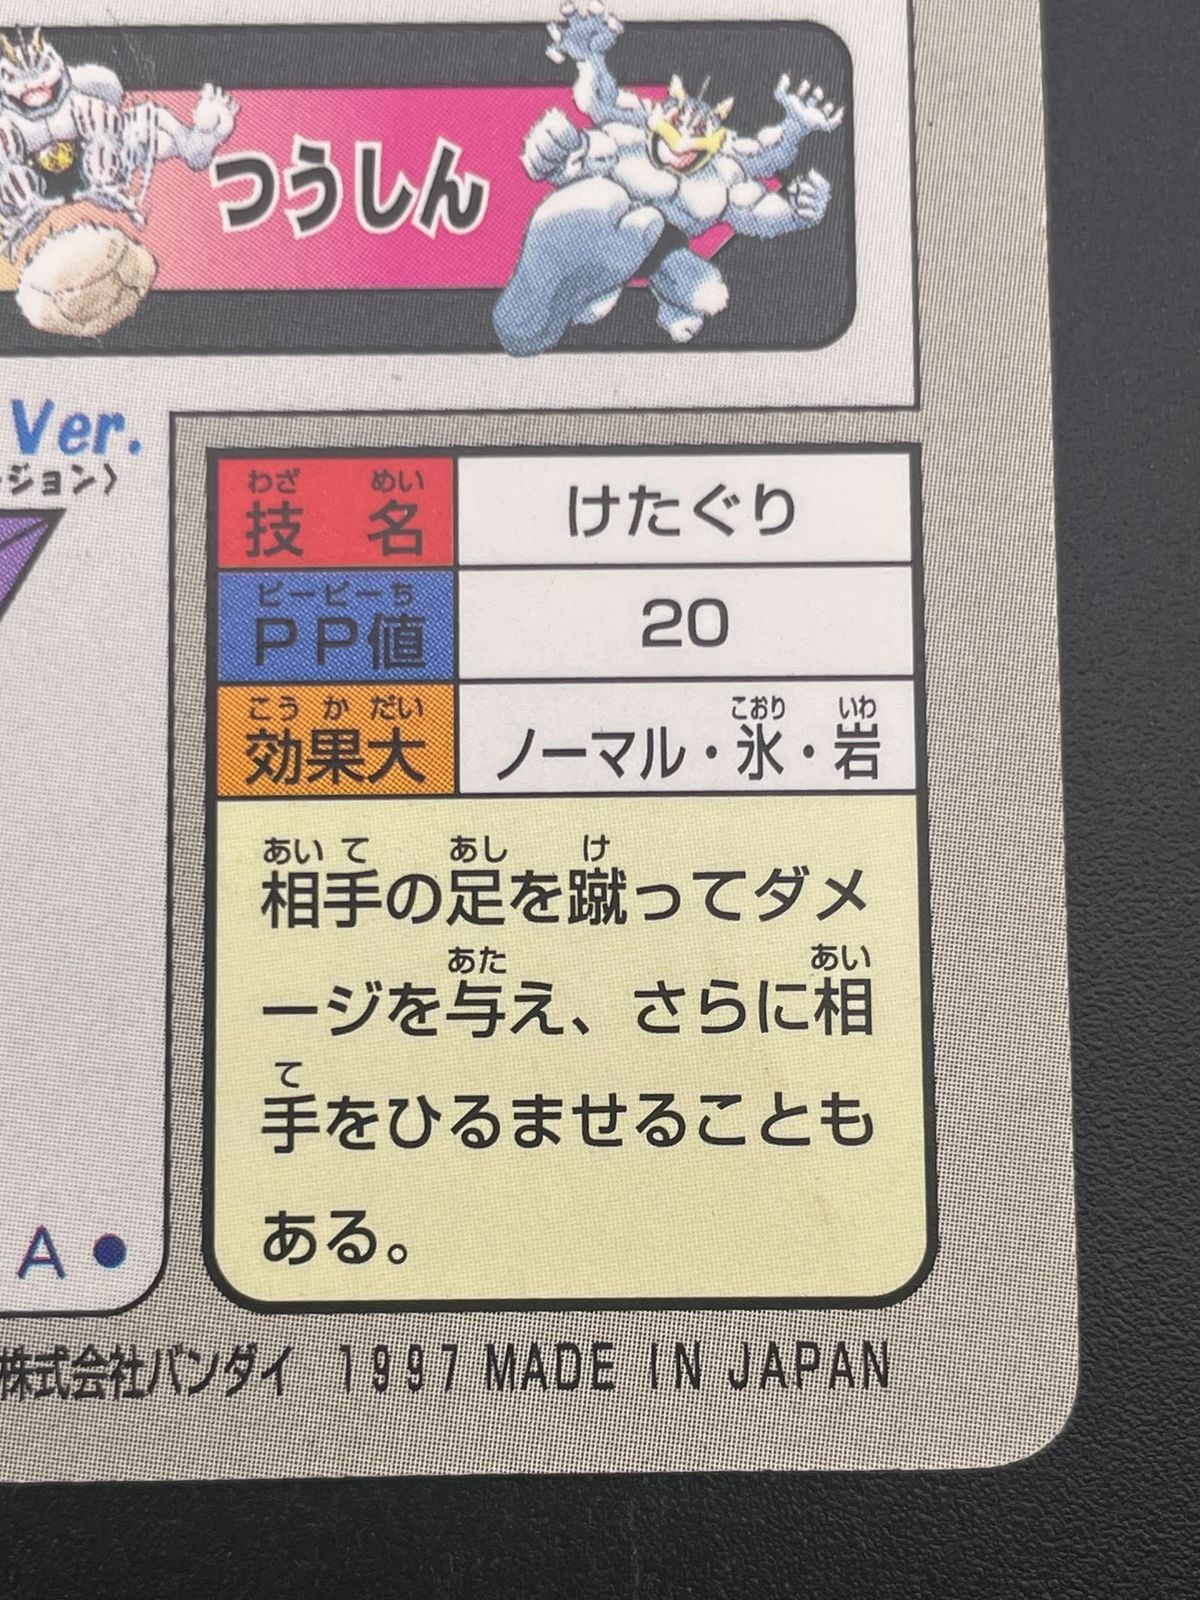 つうしん
Ver.
ジョン〉
わざ めい
技 名
けたぐり
ピーピーち
PP値
20
こう か だい
効果大
こおり いわ
ノーマル・氷・岩
あい て あし け
相手の足を蹴ってダメ
あた あい
ージを与え、さらに相
て
手をひるませることも
ある。
A ●
株式会社バンダイ 1997 MADE IN JAPAN